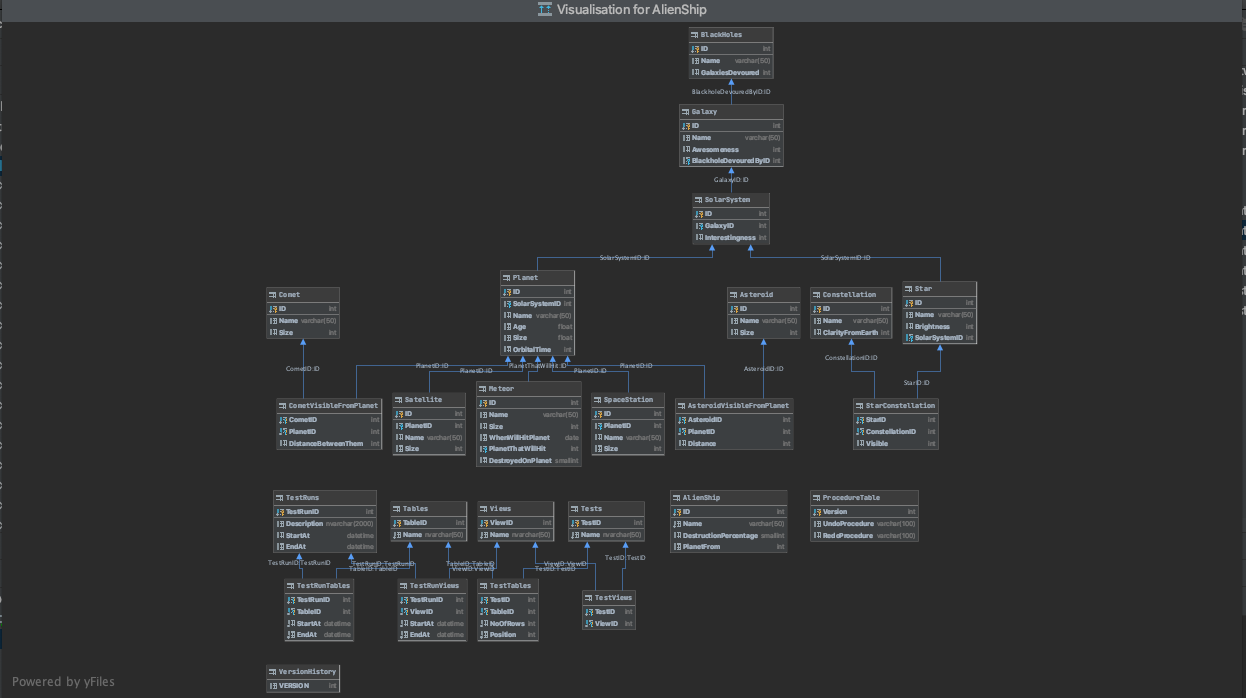 Visualisation for AlienShip
BlackHoles
ID int
Name varchar(50)
GalaxiesDevoured int
BlackholeDevouredByID:ID
Galaxy
ID int
Name varchar(50)
Awesomeness int
BlackholeDevouredByID int
GalaxyID:ID
SolarSystem
ID int
GalaxyID int
Interestingness int
SolarSystemID:ID
SolarSystemID:ID
Planet
ID int
SolarSystemID int
Name varchar(50)
Age float
Size float
OrbitalTime int
Comet
ID int
Name varchar(50)
Size int
Asteroid
ID int
Name varchar(50)
Size int
Constellation
ID int
Name varchar(50)
ClarityFromEarth int
Star
ID int
Name varchar(50)
Brightness int
SolarSystemID int
CometID:ID
PlanetID:ID
PlanetID:ID
PlanetThatWillHit:ID
PlanetID:ID
PlanetID:ID
AsteroidID:ID
ConstellationID:ID
StarID:ID
CometVisibleFromPlanet
CometID int
PlanetID int
DistanceBetweenThem int
Satellite
ID int
PlanetID int
Name varchar(50)
Size int
Meteor
ID int
Name varchar(50)
Size int
WhenWillHitPlanet date
PlanetThatWillHit int
DestroyedOnPlanet smallint
SpaceStation
ID int
PlanetID int
Name varchar(50)
Size int
AsteroidVisibleFromPlanet
AsteroidID int
PlanetID int
Distance int
StarConstellation
StarID int
ConstellationID int
Visible int
TestRuns
TestRunID int
Description nvarchar(2000)
StartAt datetime
EndAt datetime
Tables
TableID int
Name nvarchar(50)
Views
ViewID int
Name nvarchar(50)
Tests
TestID int
Name nvarchar(50)
AlienShip
ID int
Name varchar(50)
DestructionPercentage smallint
PlanetFrom int
ProcedureTable
Version int
UndoProcedure varchar(100)
RedoProcedure varchar(100)
TestRunID:TestRunID
TestRunID:TestRunID
TableID:TableID
TableID:TableID
ViewID:ViewID
ViewID:ViewID
TestID:TestID
TestID:TestID
TestRunTables
TestRunID int
TableID int
StartAt datetime
EndAt datetime
TestRunViews
TestRunID int
ViewID int
StartAt datetime
EndAt datetime
TestTables
TestID int
TableID int
NoOfRows int
Position int
TestViews
TestID int
ViewID int
VersionHistory
VERSION int
Powered by yFiles